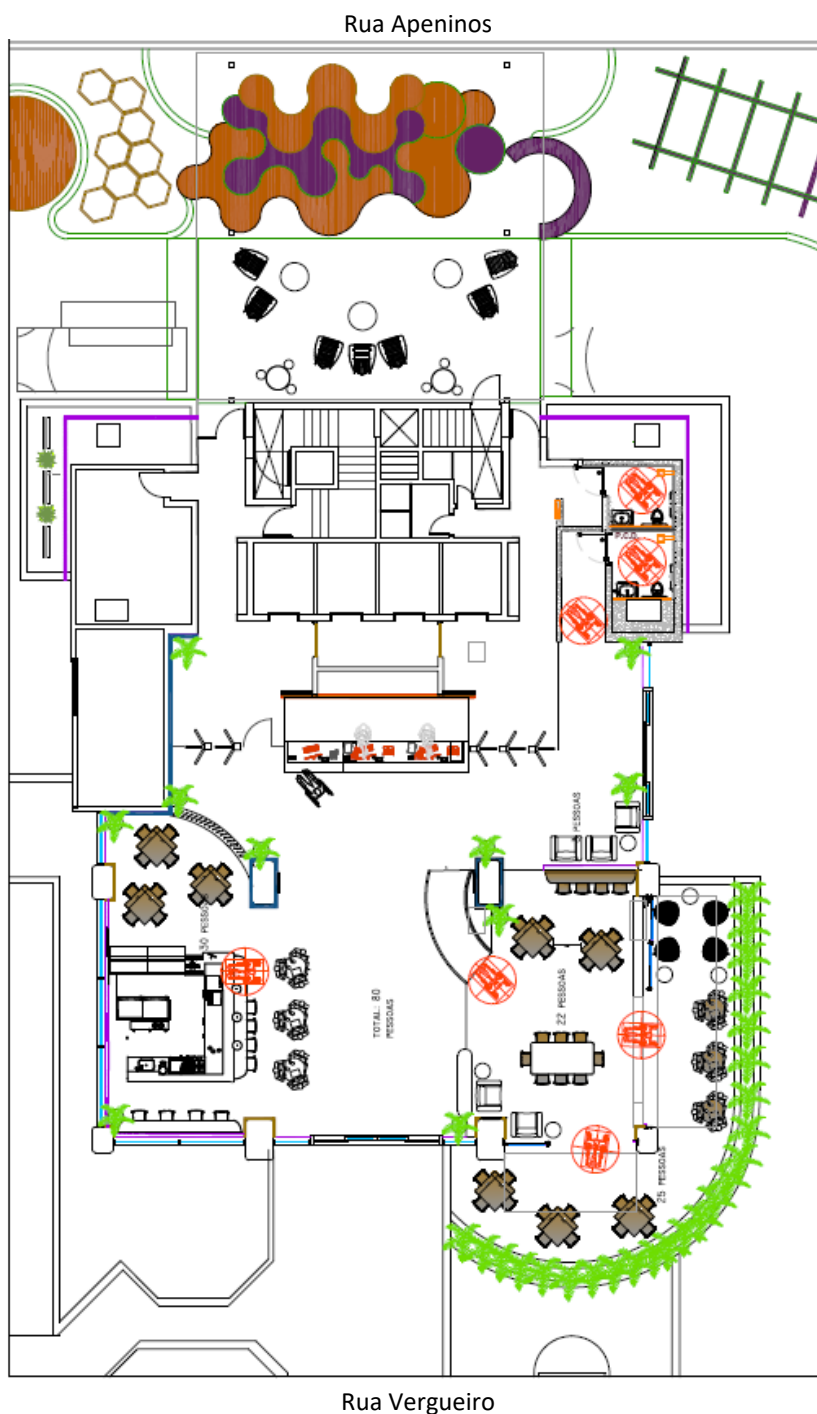 Rua Apeninos
P.C.D.
PESSOAS
30 PESSOAS
22 PESSOAS
TOTAL: 80
PESSOAS
25 PESSOAS
Rua Vergueiro